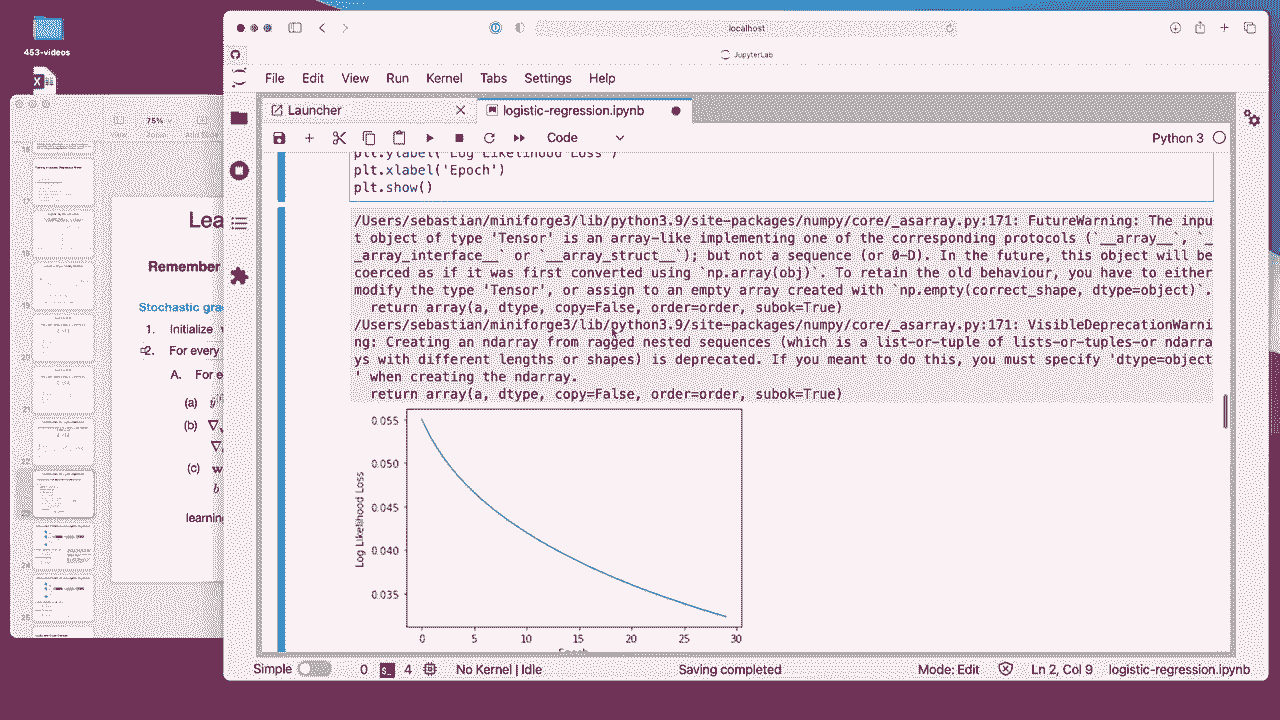 localhost
453-videos
JupyterLab
File Edit View Run Kernel Tabs Settings Help
Launcher
logistic-regression.ipynb
75%
Code
Python 3
plt.ylabel('Log Likelihood Loss')
plt.xlabel('Epoch')
plt.show()
/Users/sebastian/miniforge3/lib/python3.9/site-packages/numpy/core/_asarray.py:171: FutureWarning: The inpu
t object of type 'Tensor' is an array-like implementing one of the corresponding protocols (`__array__`, `_
_array_interface__` or `__array_struct__`); but not a sequence (or 0-D). In the future, this object will be
coerced as if it was first converted using `np.array(obj)`. To retain the old behaviour, you have to either
modify the type 'Tensor', or assign to an empty array created with `np.empty(correct_shape, dtype=object)`.
return array(a, dtype, copy=False, order=order, subok=True)
/Users/sebastian/miniforge3/lib/python3.9/site-packages/numpy/core/_asarray.py:171: VisibleDeprecationWarni
ng: Creating an ndarray from ragged nested sequences (which is a list-or-tuple of lists-or-tuples-or ndarra
ys with different lengths or shapes) is deprecated. If you meant to do this, you must specify 'dtype=object
' when creating the ndarray.
return array(a, dtype, copy=False, order=order, subok=True)
Lea
Remember
Stochastic gra
1. Initialize
2. For every
A. For e
(a)
(b)
(c)
b
learning
0.055
0.050
0.045
0.040
0.035
Log Likelihood Loss
0 5 10 15 20 25 30
Simple 0 4 No Kernel | Idle Saving completed Mode: Edit Ln 2, Col 9 logistic-regression.ipynb